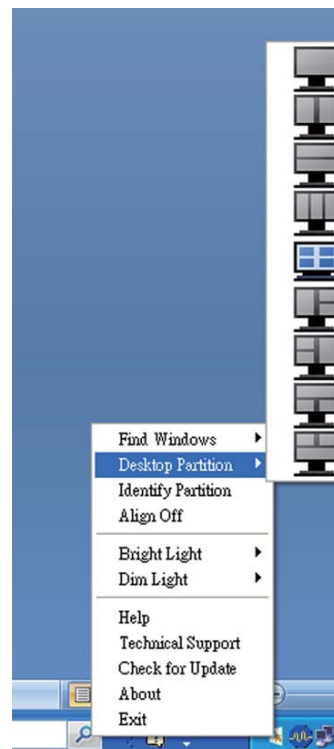 Find Windows
Desktop Partition
Identify Partition
Align Off
Bright Light
Dim Light
Help
Technical Support
Check for Update
About
Exit